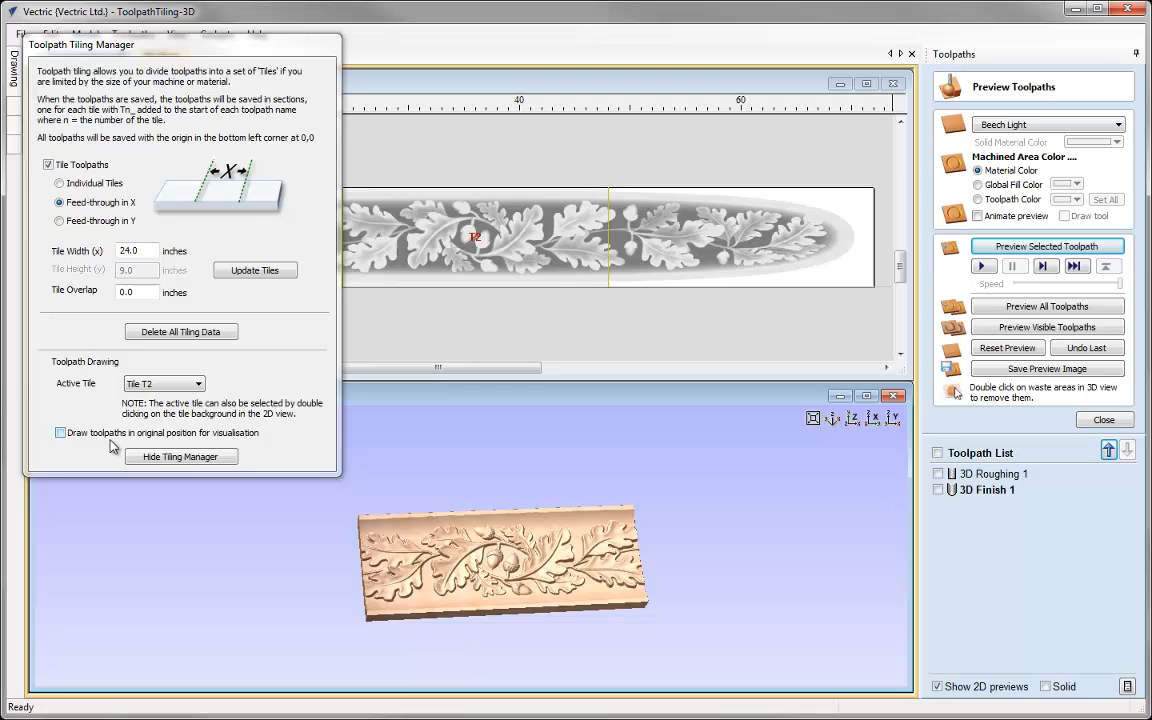 Vectric {Vectric Ltd.} - ToolpathTiling-3D
Toolpath Tiling Manager
Toolpath tiling allows you to divide toolpaths into a set of 'Tiles' if you
are limited by the size of your machine or material.
When the toolpaths are saved, the toolpaths will be saved in sections,
one for each tile with Tn_ added to the start of each toolpath name
where n = the number of the tile.
All toolpaths will be saved with the origin in the bottom left corner at 0,0
Tile Toolpaths
X
Individual Tiles
Feed-through in X
Feed-through in Y
Tile Width (x) 24.0 inches
Tile Height (y) 9.0 inches
Update Tiles
Tile Overlap 0.0 inches
Delete All Tiling Data
Toolpath Drawing
Active Tile Tile T2
NOTE: The active tile can also be selected by double
clicking on the tile background in the 2D view.
Draw toolpaths in original position for visualisation
Hide Tiling Manager
Drawing
40 60
T2
Z Z X Y
Toolpaths
Preview Toolpaths
Beech Light
Solid Material Color
Machined Area Color ....
Material Color
Global Fill Color
Toolpath Color
Set All
Animate preview
Draw tool
Preview Selected Toolpath
Speed
Preview All Toolpaths
Preview Visible Toolpaths
Reset Preview
Undo Last
Save Preview Image
Double click on waste areas in 3D view
to remove them.
Close
Toolpath List
3D Roughing 1
3D Finish 1
Show 2D previews
Solid
Ready